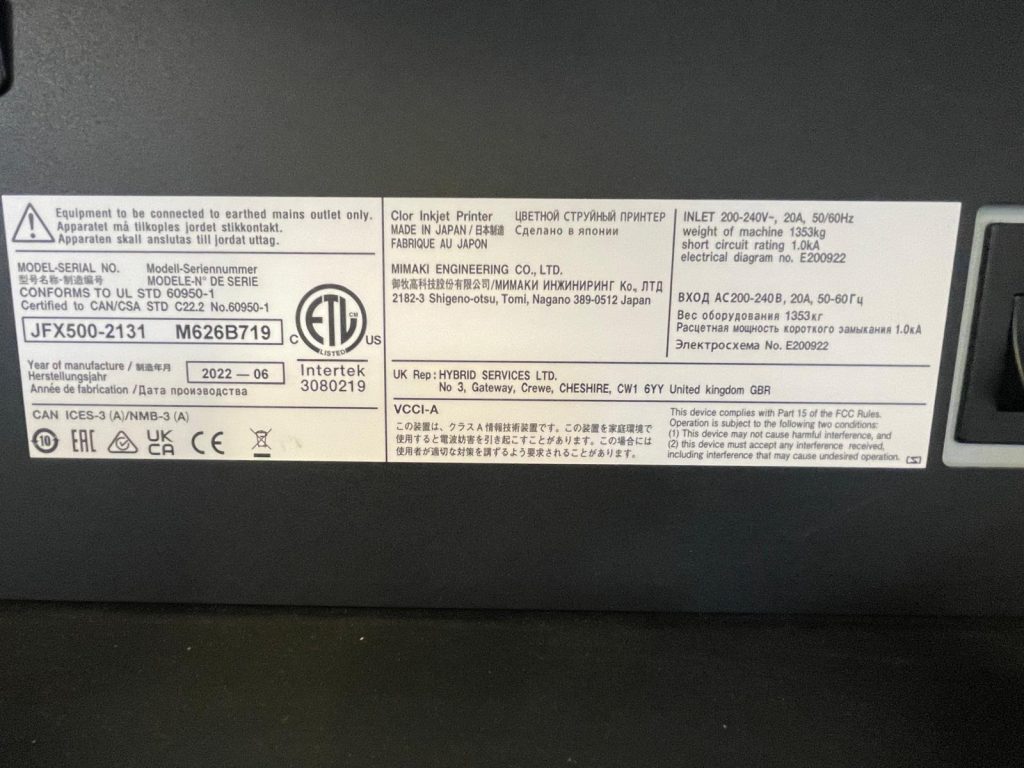 Equipment to be connected to earthed mains outlet only.
Apparatet må tilkoples jordet stikkontakt.
Apparaten skall anslutas till jordat uttag.
MODEL-SERIAL NO. Modell-Seriennummer
型号名称·制造編号 MODELE-N° DE SERIE
CONFORMS TO UL STD 60950-1
Certified to CAN/CSA STD C22.2 No.60950-1
JFX500-2131 M626B719
C ETL CM US
LISTED
Intertek
3080219
Year of manufacture / 制造年月
Herstellungsjahr
Année de fabrication /Дата производства
2022 — 06
CAN ICES-3 (A)/NMB-3 (A)
10 EAC UK CA CE
Clor Inkjet Printer ЦВЕТНОЙ СТРУЙНЫЙ ПРИНТЕР
MADE IN JAPAN / 日本制造 Сделано в японии
FABRIQUE AU JAPON
MIMAKI ENGINEERING CO., LTD.
御牧高科技股份有限公司/МИМАКИ ИНЖИНИРИНГ Ко., ЛТД
2182-3 Shigeno-otsu, Tomi, Nagano 389-0512 Japan
INLET 200-240V~, 20A, 50/60Hz
weight of machine 1353kg
short circuit rating 1.0kA
electrical diagram no. E200922
ВХОД AC200-240В, 20A, 50-60Гц
Вес оборудования 1353кг
Расцетная мощность короткого замыкания 1.0кА
Электросхема No. E200922
UK Rep : HYBRID SERVICES LTD.
No 3, Gateway, Crewe, CHESHIRE, CW1 6YY United kingdom GBR
VCCI-A
この装置は、クラスA情報技術装置です。この装置を家庭環境で
使用すると電波妨害を引き起こすことがあります。この場合には
使用者が適切な対策を講ずるよう要求されることがあります。
This device complies with Part 15 of the FCC Rules.
Operation is subject to the following two conditions:
(1) This device may not cause harmful interference, and
(2) this device must accept any interference received,
including interference that may cause undesired operation.